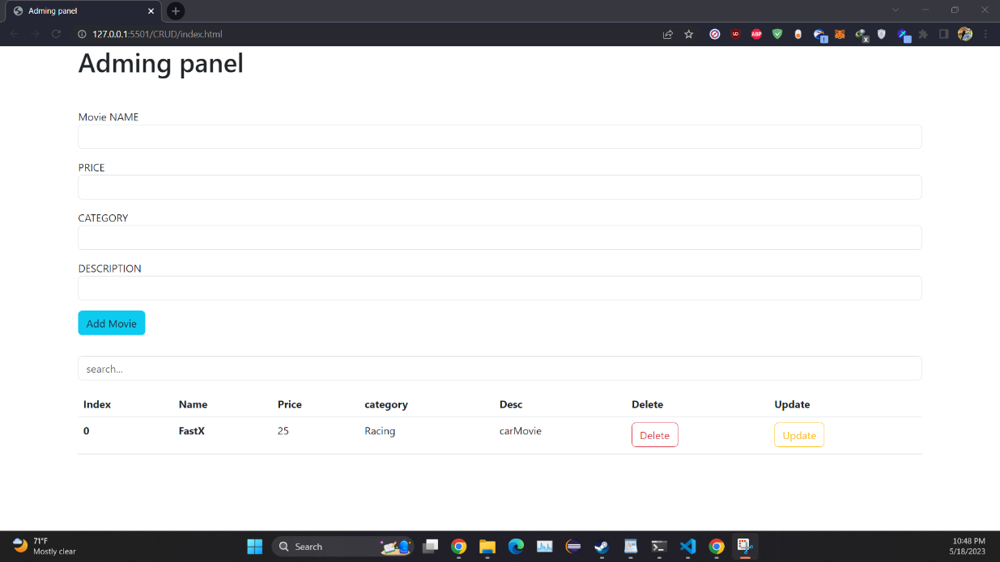 Adming panel
127.0.0.1:5501/CRUD/index.html
Adming panel
Movie NAME
PRICE
CATEGORY
DESCRIPTION
Add Movie
search...
Index Name Price category Desc Delete Update
0 FastX 25 Racing carMovie Delete Update
71°F
Mostly clear
Search
10:48 PM
5/18/2023